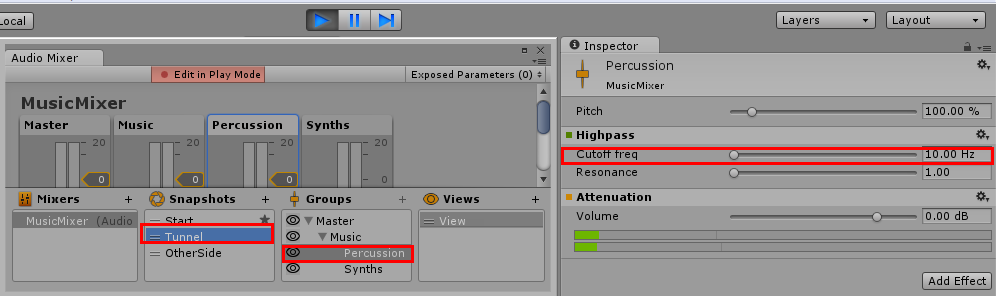 Local
Layers
Layout
Audio Mixer
Edit in Play Mode
Exposed Parameters (0)
MusicMixer
Master
Music
Percussion
Synths
20
20
20
20
0
0
0
0
Mixers +
Snapshots +
Groups +
Views +
MusicMixer (Audio
Start
Tunnel
OtherSide
Master
Music
Percussion
Synths
View
Inspector
Percussion
MusicMixer
Pitch 100.00 %
Highpass
Cutoff freq 10.00 Hz
Resonance 1.00
Attenuation
Volume 0.00 dB
Add Effect